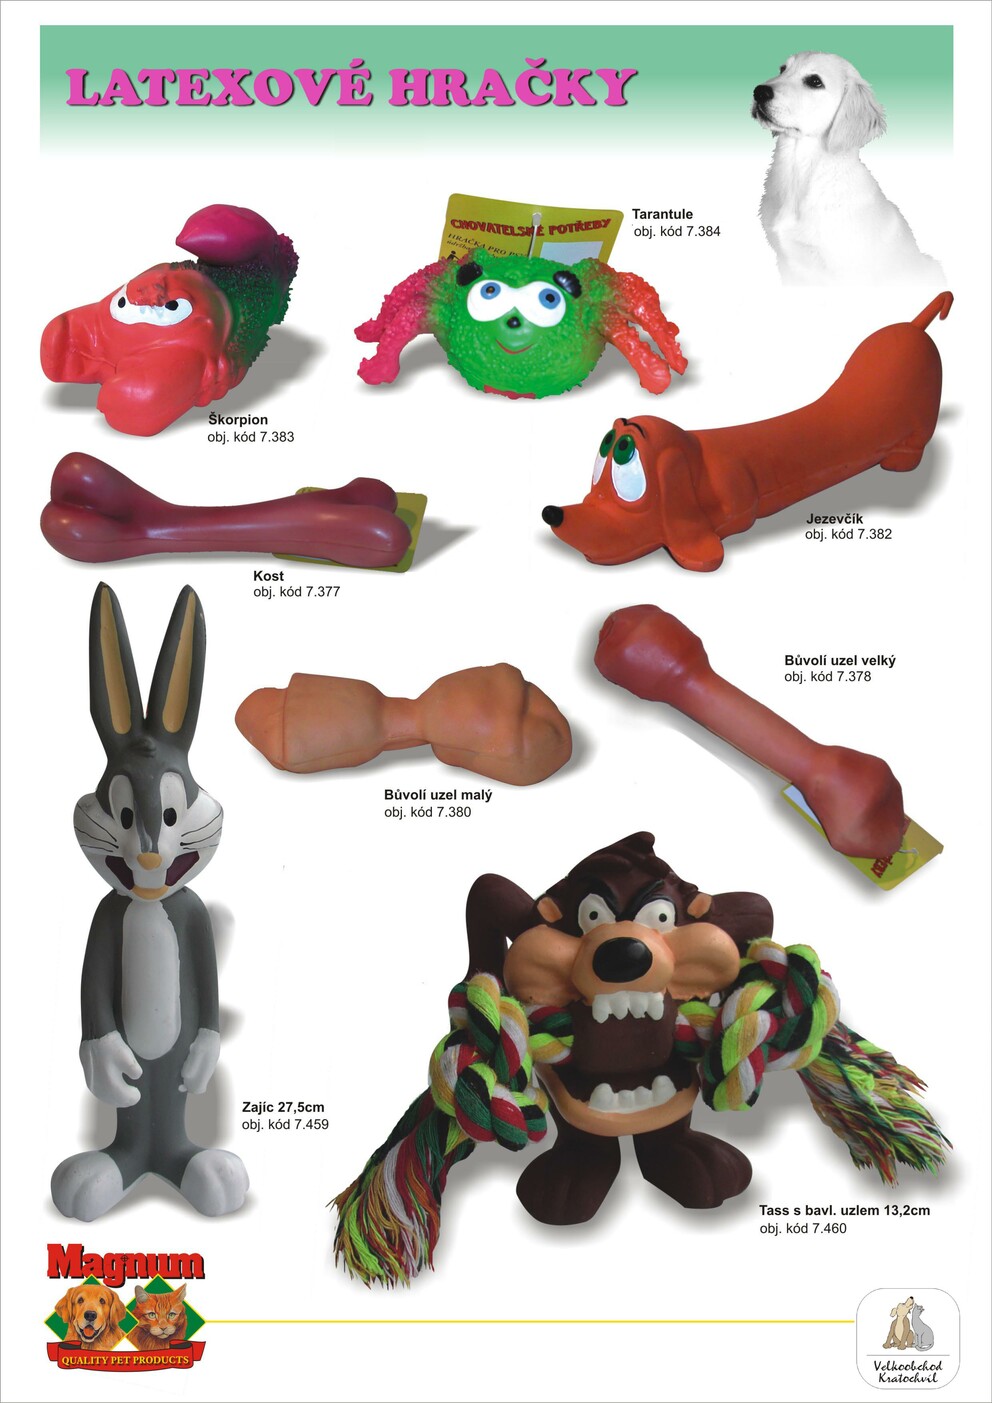 LATEXOVÉ HRAČKY
CHOVATELSKÉ POTŘEBY
HRAČKA PRO
Tarantule
obj. kód 7.384
Škorpion
obj. kód 7.383
Jezevčík
obj. kód 7.382
Kost
obj. kód 7.377
Bůvolí uzel velký
obj. kód 7.378
Bůvolí uzel malý
obj. kód 7.380
Zajíc 27,5cm
obj. kód 7.459
Tass s bavl. uzlem 13,2cm
obj. kód 7.460
Magnum
QUALITY PET PRODUCTS
Velkoobchod
Kratochvíl